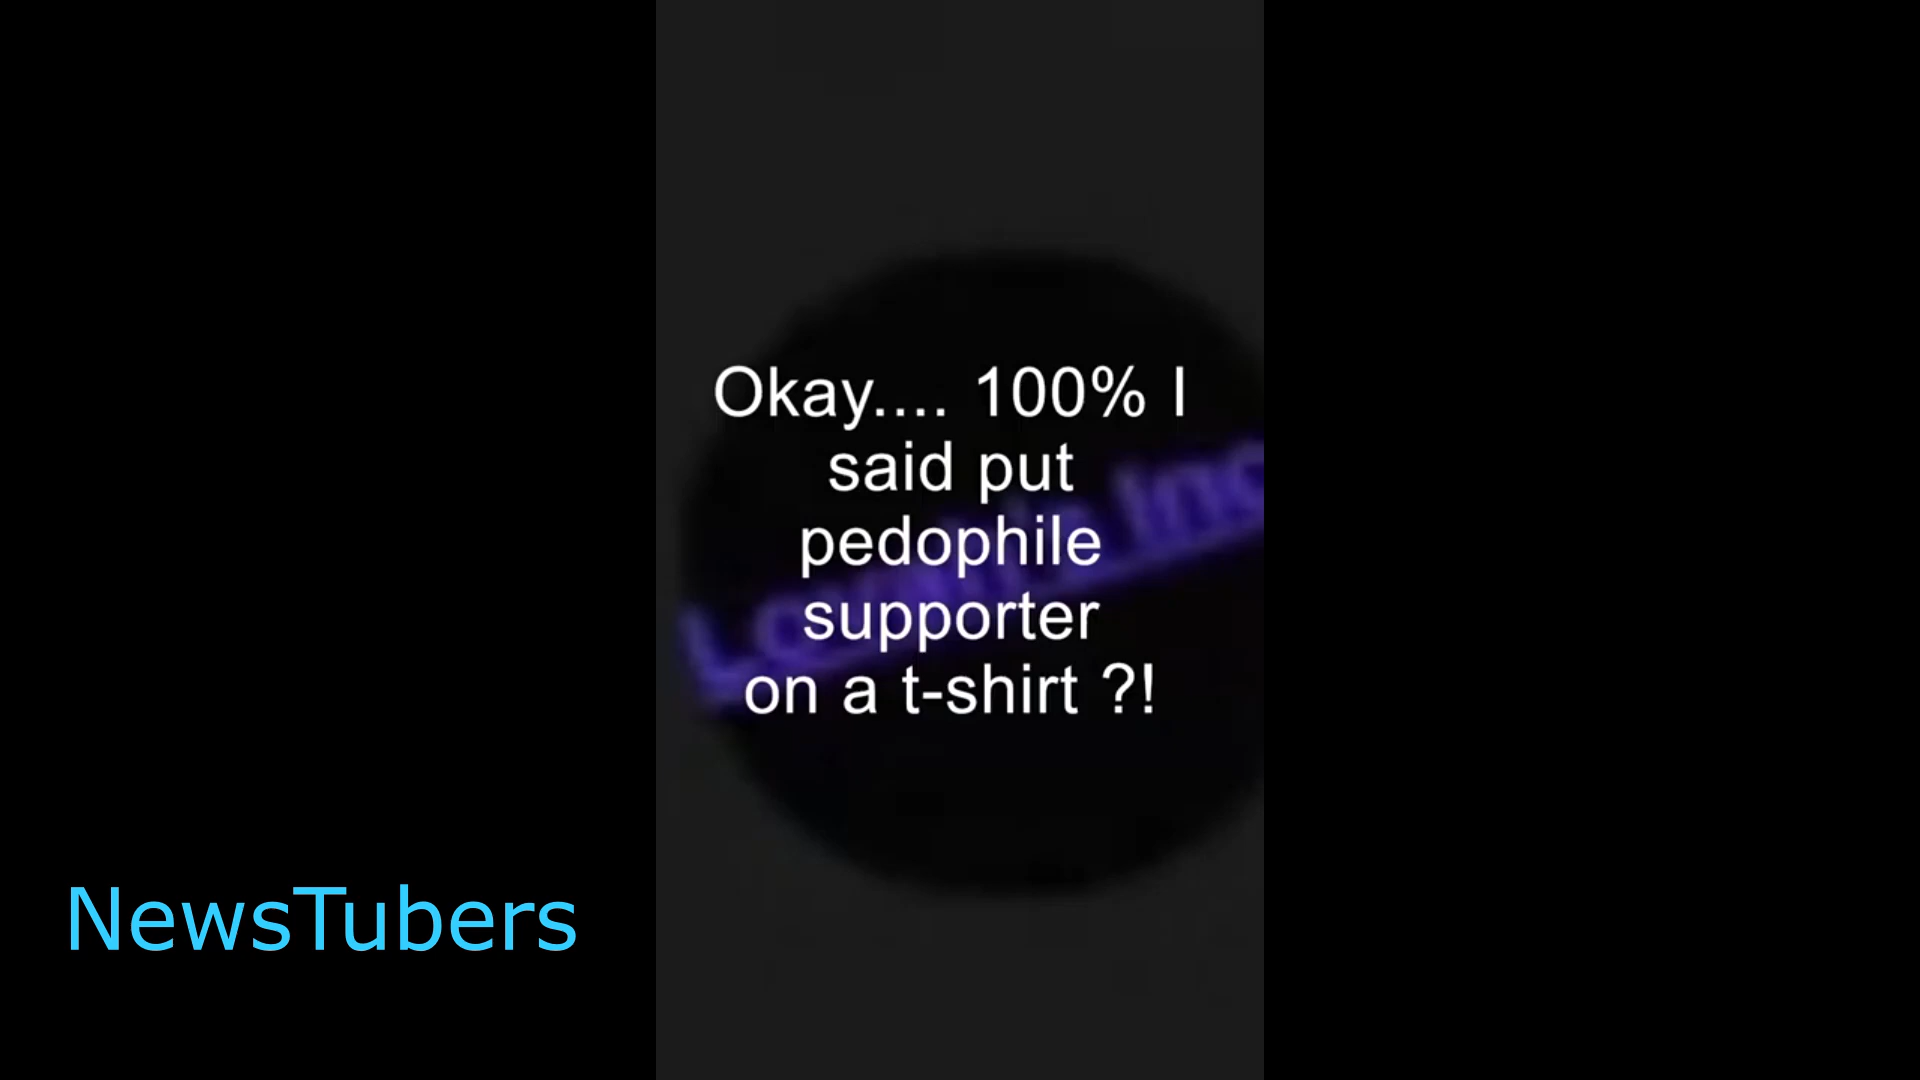 Okay.... 100% I
said put
pedophile
supporter
on a t-shirt ?!
NewsTubers